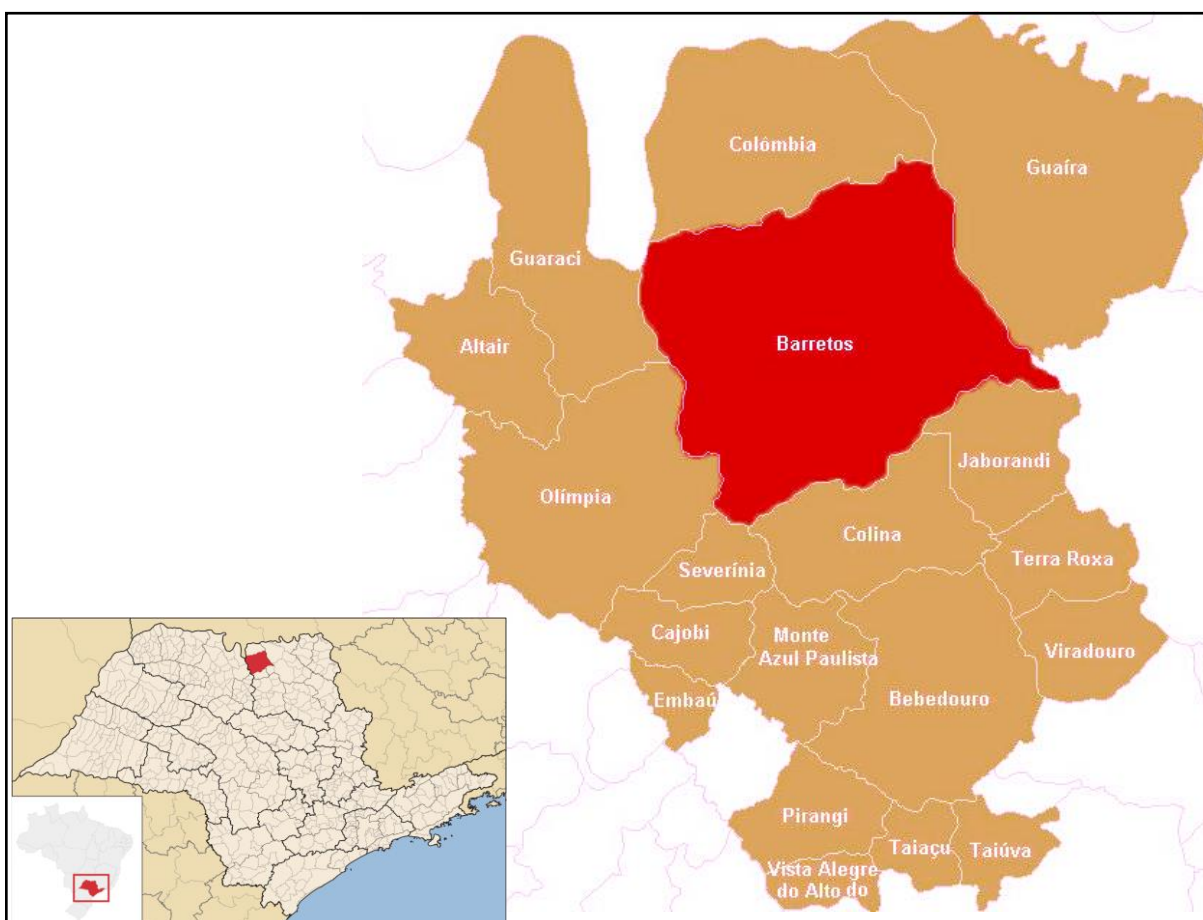 Colômbia
Guaíra
Guaraci
Altair
Barretos
Jaborandi
Olímpia
Colina
Terra Roxa
Severínia
Cajobi
Monte
Azul Paulista
Viradouro
Embaú
Bebedouro
Pirangi
Taiaçu
Taiúva
Vista Alegre
do Alto do